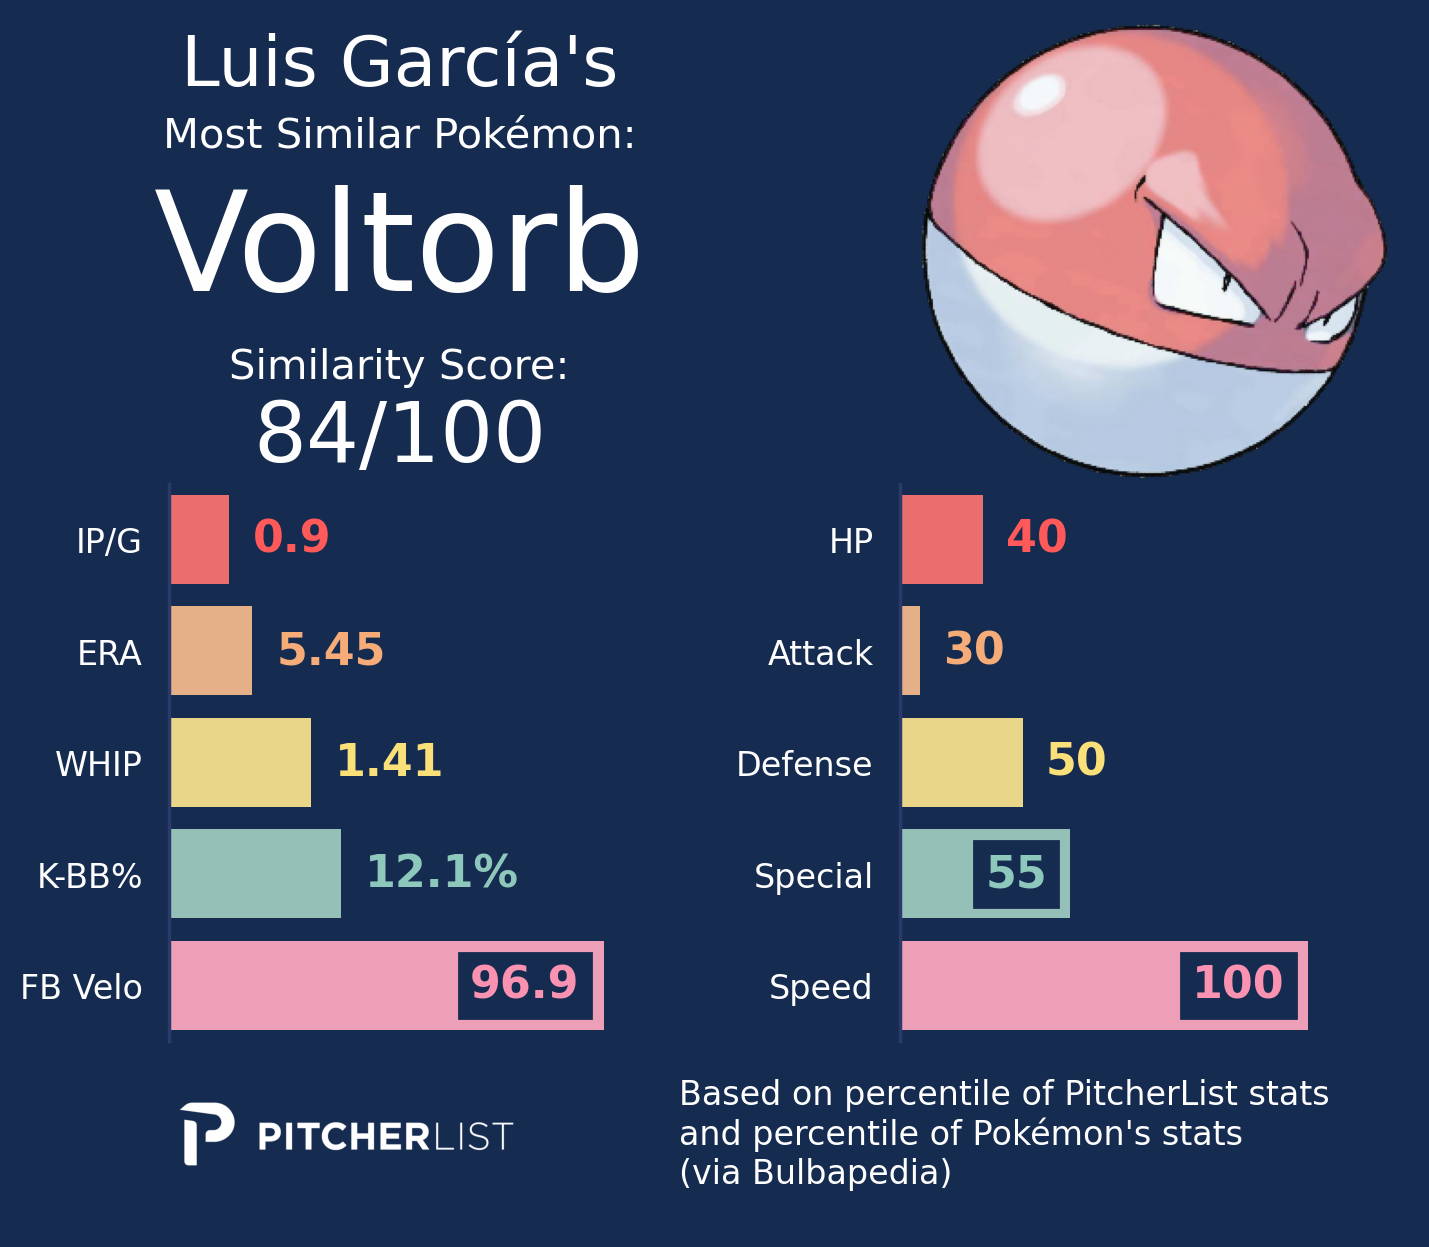 Luis García's
Most Similar Pokémon:
Voltorb
Similarity Score:
84/100
IP/G 0.9
ERA 5.45
WHIP 1.41
K-BB% 12.1%
FB Velo 96.9
HP 40
Attack 30
Defense 50
Special 55
Speed 100
PITCHERLIST
Based on percentile of PitcherList stats
and percentile of Pokémon's stats
(via Bulbapedia)